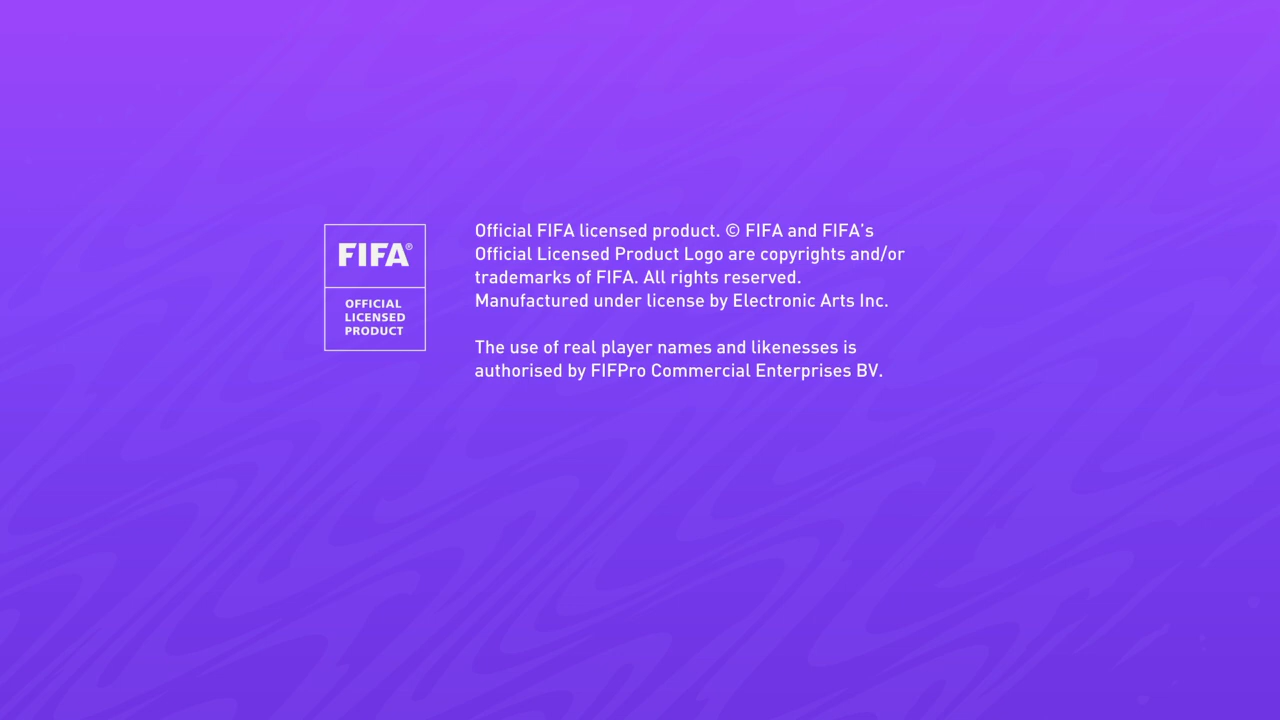 FIFA®
OFFICIAL
LICENSED
PRODUCT
Official FIFA licensed product. © FIFA and FIFA's
Official Licensed Product Logo are copyrights and/or
trademarks of FIFA. All rights reserved.
Manufactured under license by Electronic Arts Inc.
The use of real player names and likenesses is
authorised by FIFPro Commercial Enterprises BV.